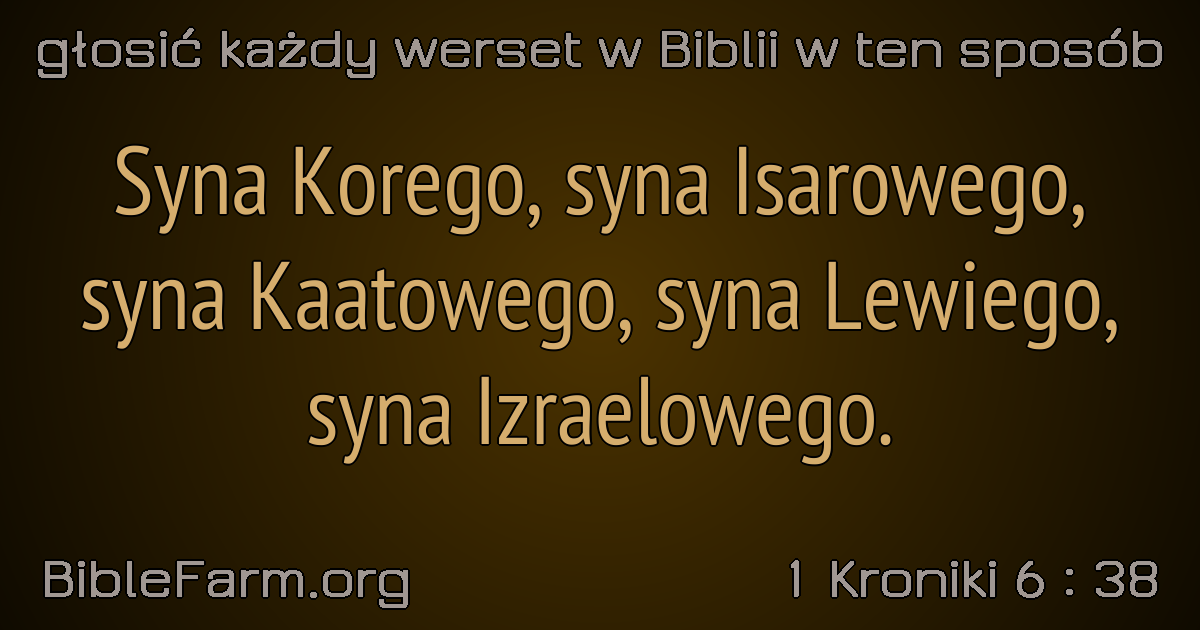 głosić każdy werset w Biblii w ten sposób
Syna Korego, syna Isarowego,
syna Kaatowego, syna Lewiego,
syna Izraelowego.
BibleFarm.org
1 Kroniki 6 : 38